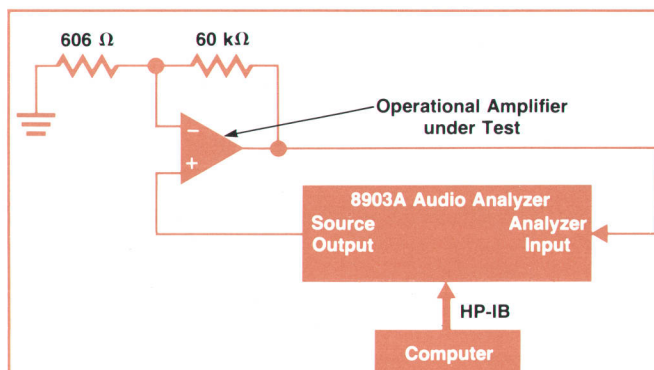 606 Ω
60 kΩ
Operational Amplifier
under Test
−
+
8903A Audio Analyzer
Source
Output
Analyzer
Input
HP-IB
Computer